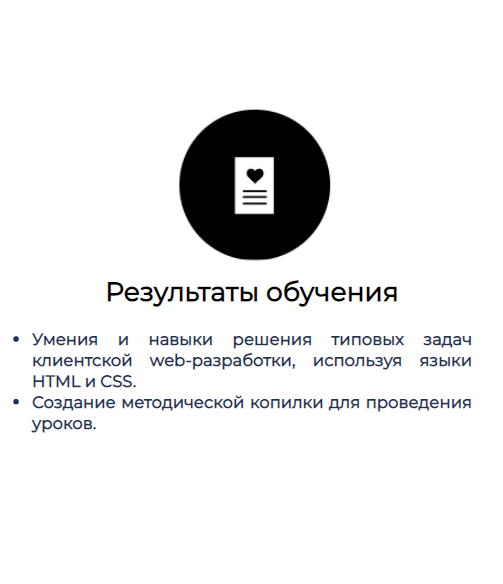 Результаты обучения
• Умения и навыки решения типовых задач
клиентской web-разработки, используя языки
HTML и CSS.
• Создание методической копилки для проведения
уроков.